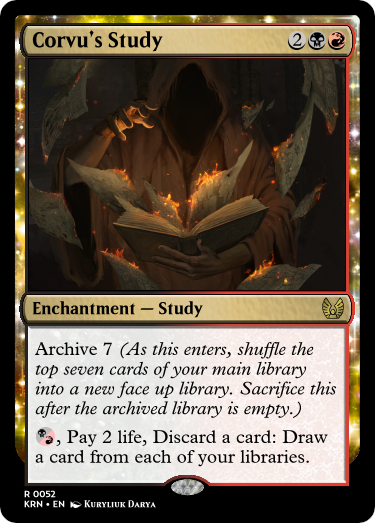 Corvu's Study 2
Enchantment — Study
Archive 7 (As this enters, shuffle the
top seven cards of your main library
into a new face up library. Sacrifice this
after the archived library is empty.)
, Pay 2 life, Discard a card: Draw
a card from each of your libraries.
R 0052
KRN • EN Kuryliuk Darya